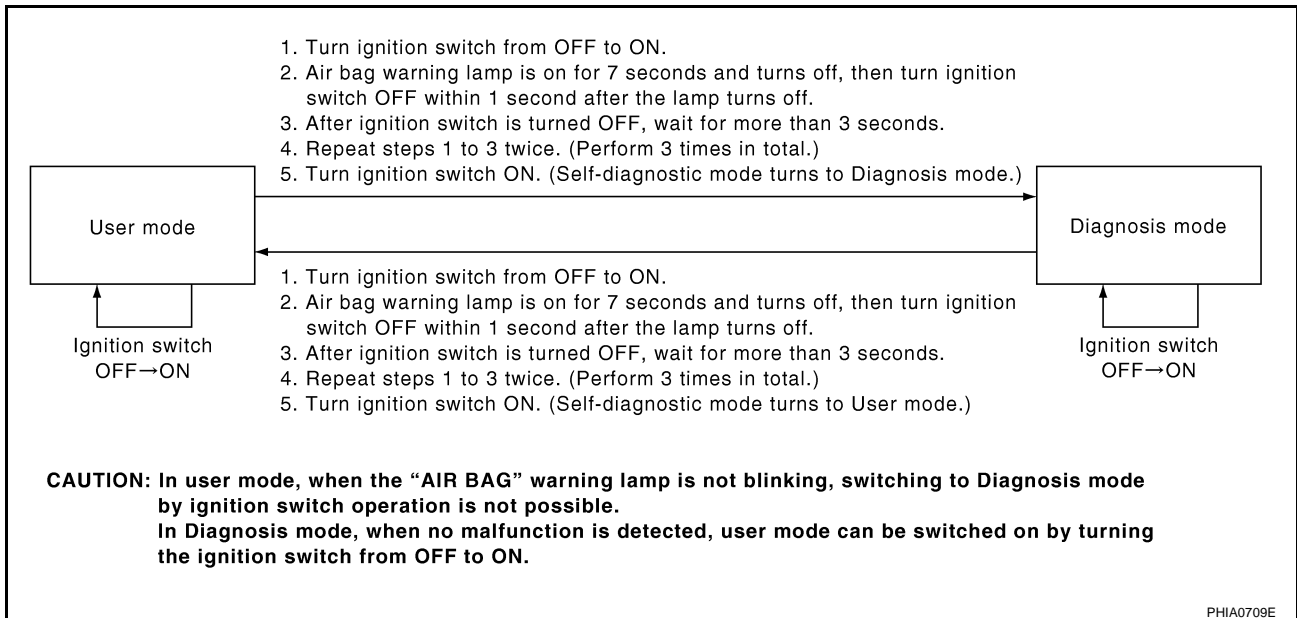 1. Turn ignition switch from OFF to ON.
2. Air bag warning lamp is on for 7 seconds and turns off, then turn ignition
switch OFF within 1 second after the lamp turns off.
3. After ignition switch is turned OFF, wait for more than 3 seconds.
4. Repeat steps 1 to 3 twice. (Perform 3 times in total.)
5. Turn ignition switch ON. (Self-diagnostic mode turns to Diagnosis mode.)
User mode
Diagnosis mode
1. Turn ignition switch from OFF to ON.
2. Air bag warning lamp is on for 7 seconds and turns off, then turn ignition
switch OFF within 1 second after the lamp turns off.
3. After ignition switch is turned OFF, wait for more than 3 seconds.
4. Repeat steps 1 to 3 twice. (Perform 3 times in total.)
5. Turn ignition switch ON. (Self-diagnostic mode turns to User mode.)
Ignition switch
OFF→ON
Ignition switch
OFF→ON
CAUTION: In user mode, when the “AIR BAG” warning lamp is not blinking, switching to Diagnosis mode
by ignition switch operation is not possible.
In Diagnosis mode, when no malfunction is detected, user mode can be switched on by turning
the ignition switch from OFF to ON.
PHIA0709E